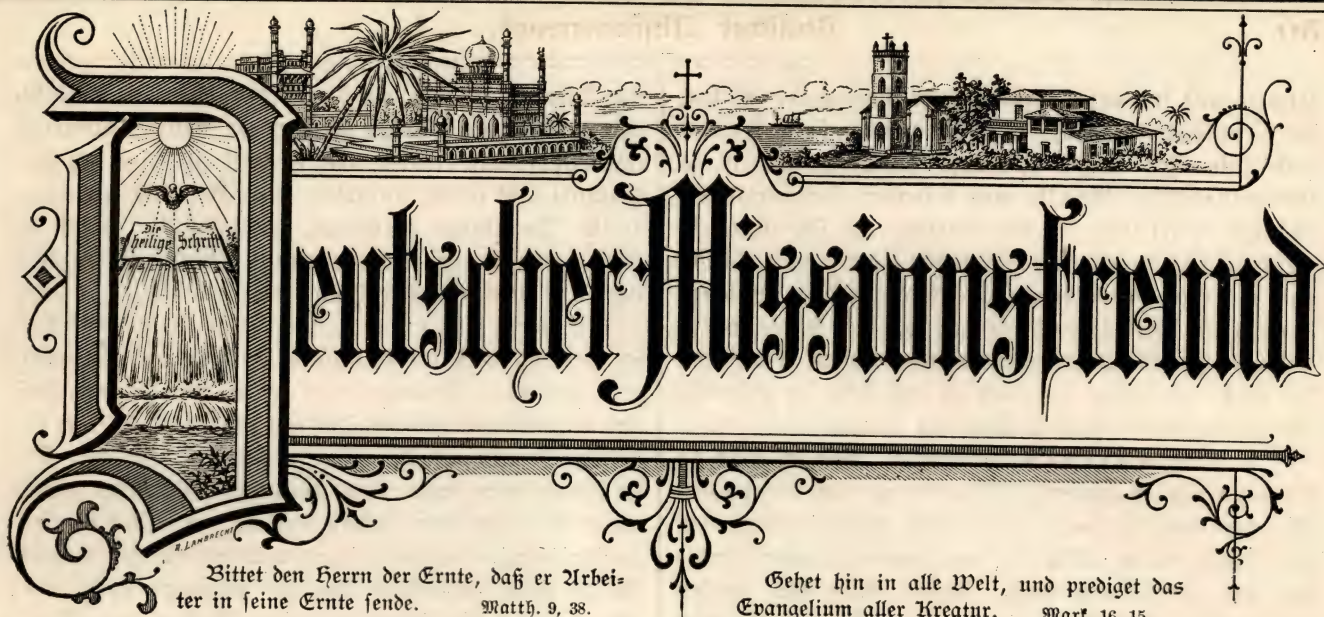 Die heilige Schrift
Deutscher Missionsfreund
R. LAMBRECHT
Bittet den Herrn der Ernte, daß er Arbei=
ter in seine Ernte sende. Matth. 9, 38.
Gehet hin in alle Welt, und prediget das
Evangelium aller Kreatur. Mark. 16, 15.